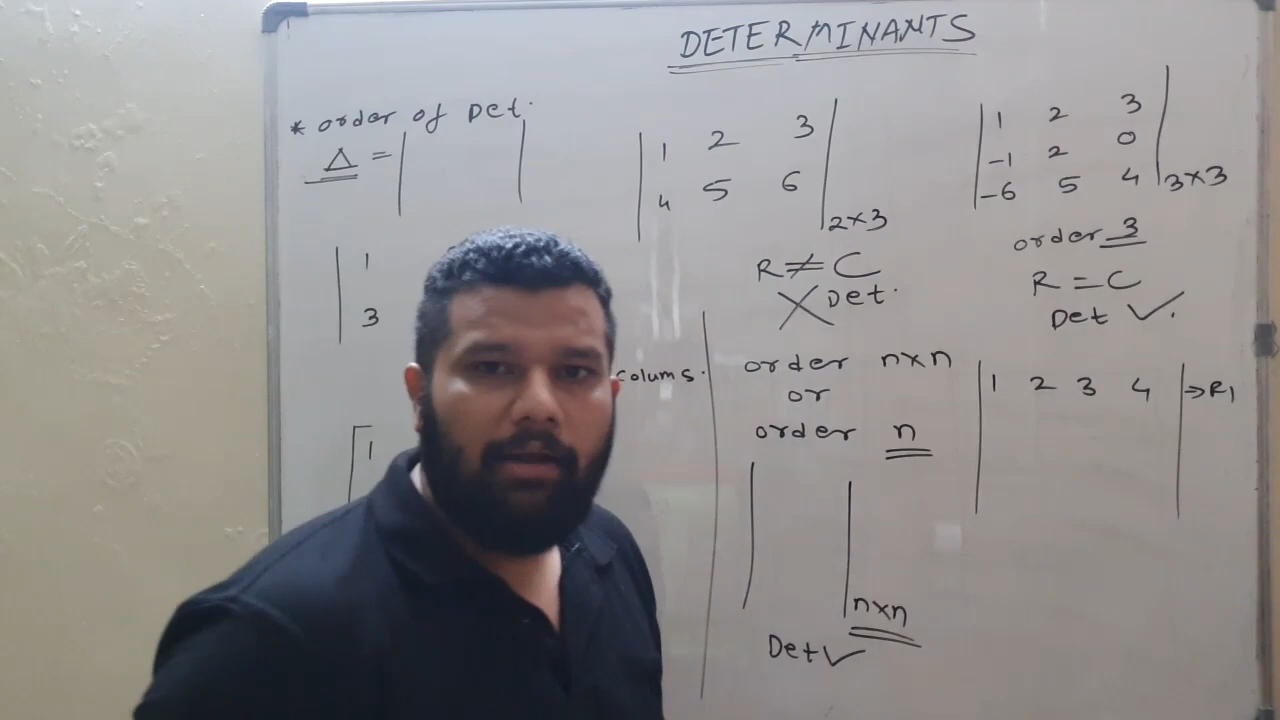 DETERMINANTS
* order of Det.
Δ = | |
| 1 2 3 |
| 4 5 6 | 2×3
R ≠ C
X Det.
| 1 2 3 |
| -1 2 0 |
| -6 5 4 | 3×3
order 3
R = C
Det ✓.
| 1
| 3
[ 1
colums.
order n×n
or
order n
| | n×n
Det ✓
| 1 2 3 4 | → R1